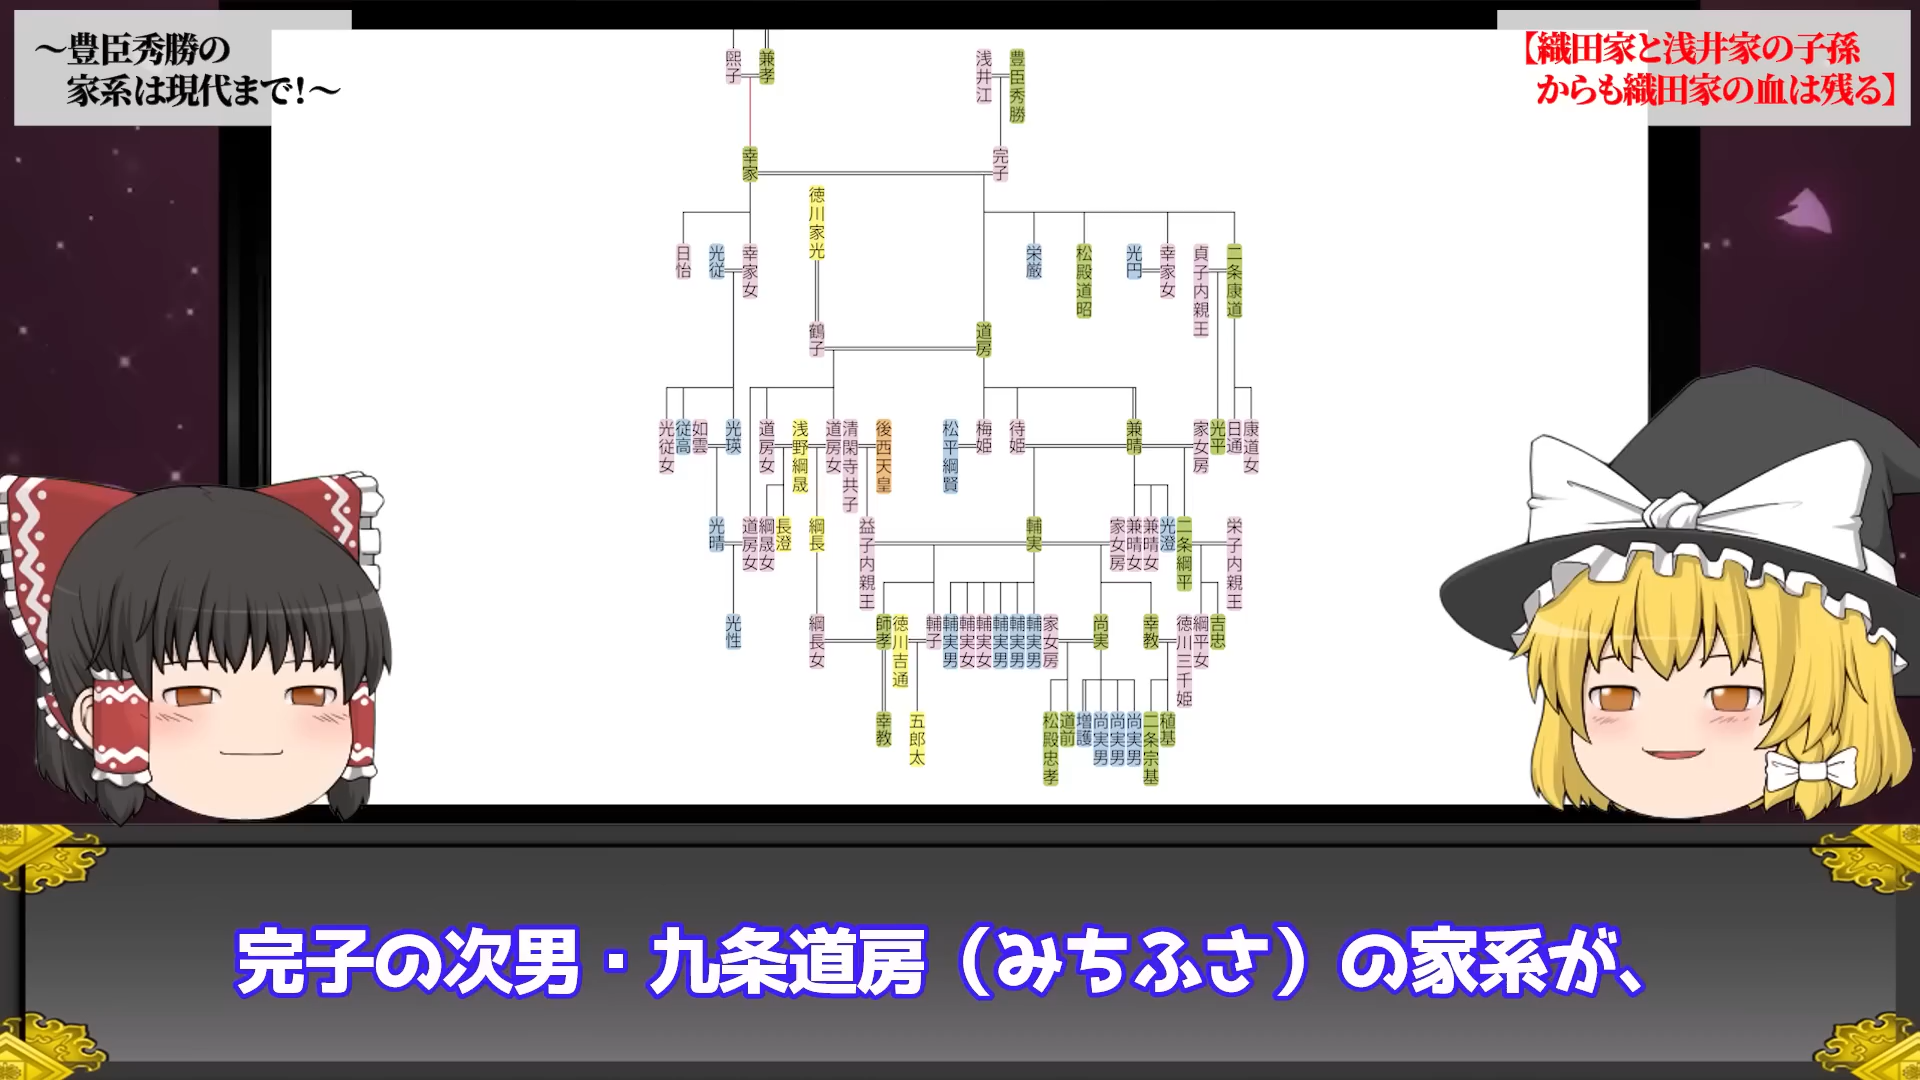 ～豊臣秀勝の
家系は現代まで!～
【織田家と浅井家の子孫
からも織田家の血は残る】
熙子
兼孝
浅井江
豊臣秀勝
幸家
完子
徳川家光
日怡
光従
幸家女
栄厳
松殿道昭
光円
幸家女
貞子内親王
二条康道
鶴子
道房
光従女
従高
如雲
光瑛
道房女
浅野綱晟
道房女
清閑寺共子
後西天皇
松平綱賢
梅姫
待姫
兼晴
家女房
光平
日通
康道女
光晴
道房女
綱晟女
長澄
綱長
益子内親王
輔実
家女房
兼晴女
兼晴女
光澄
二条綱平
栄子内親王
光性
綱長女
師孝
徳川吉通
輔子
輔実男
輔実女
輔実女
輔実男
輔実男
輔実男
家女房
尚実
幸教
徳川三千姫
綱平女
吉忠
幸教
五郎太
松殿忠孝
道前
増護
尚実男
尚実男
尚実男
二条宗基
稙基
完子の次男・九条道房（みちふさ）の家系が、